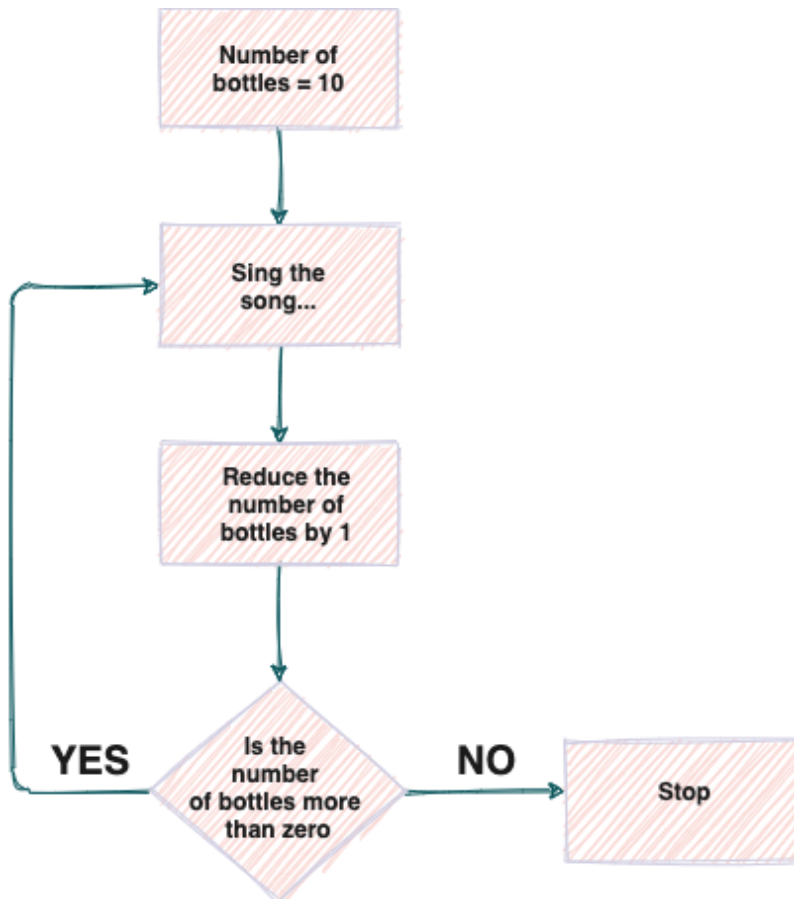 Number of
bottles = 10
Sing the
song...
Reduce the
number of
bottles by 1
Is the
number
of bottles more
than zero
YES
NO
Stop